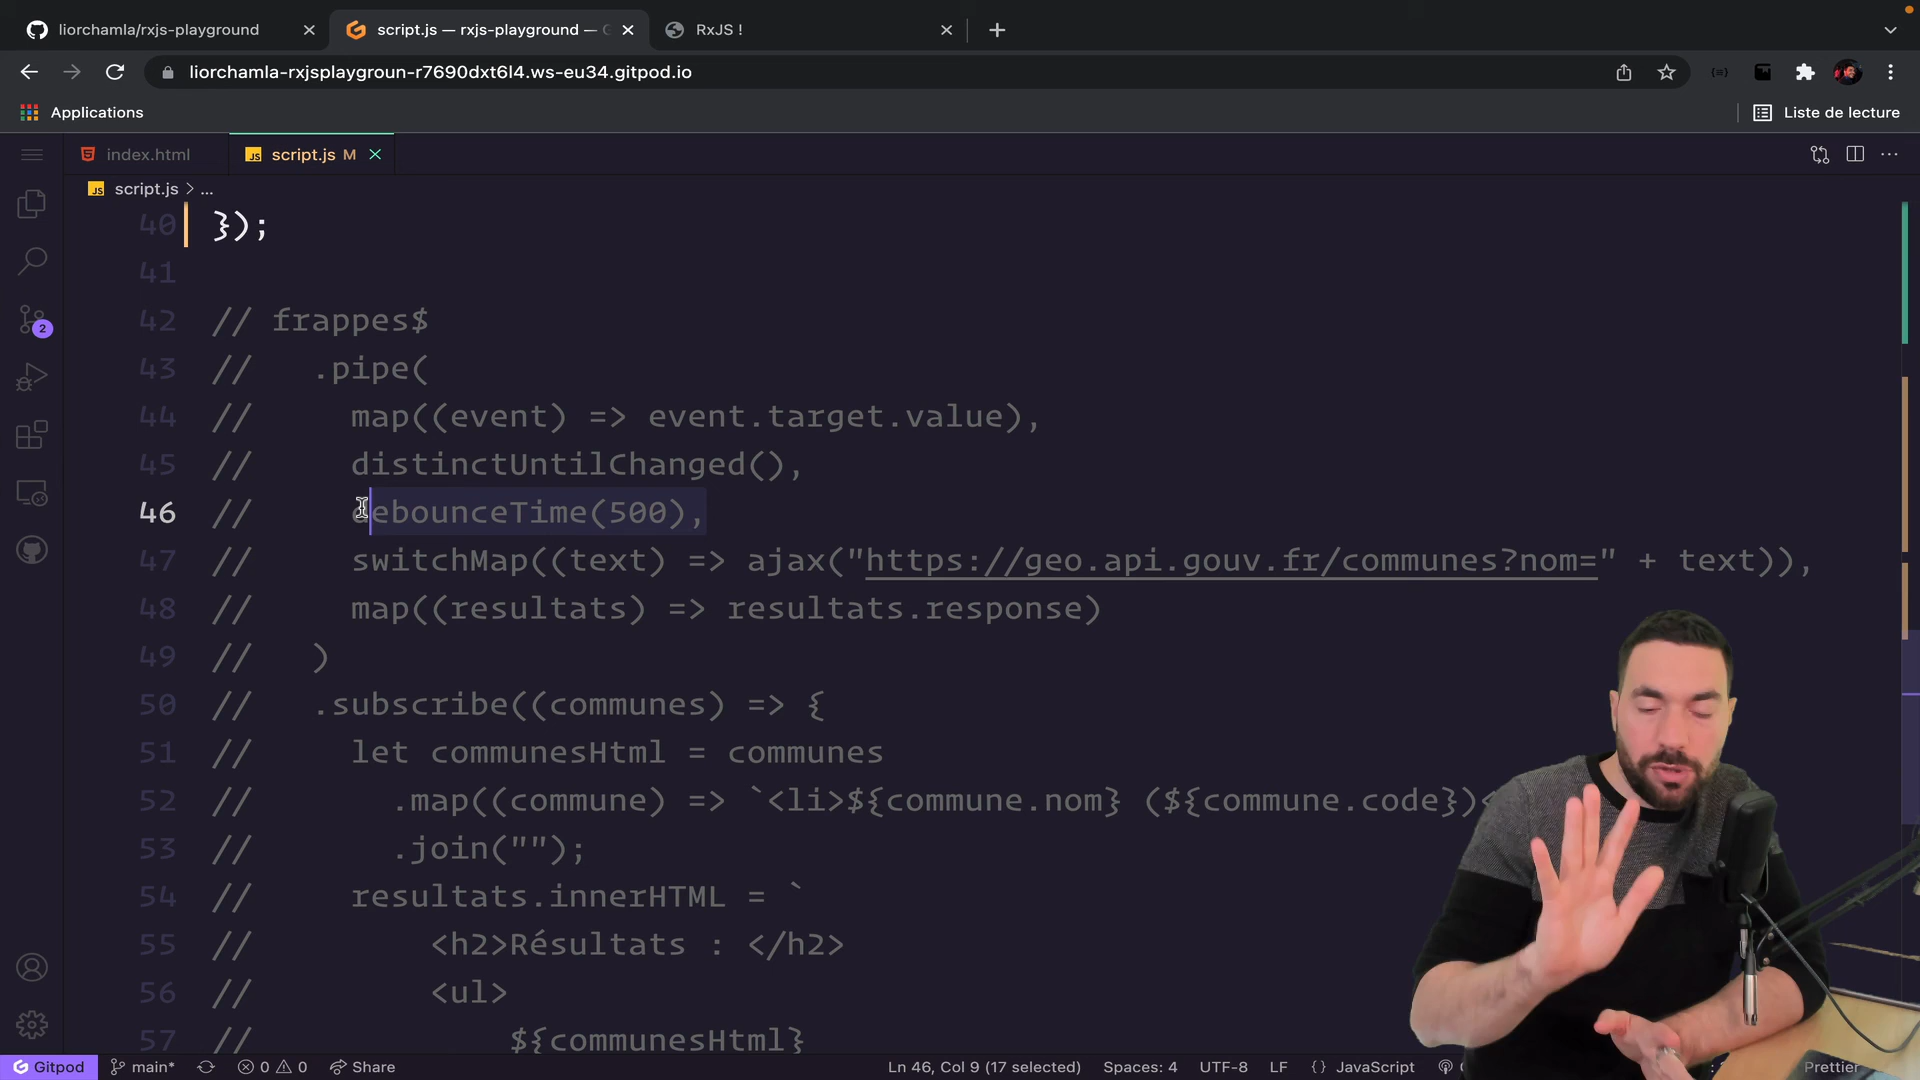 liorchamla/rxjs-playground
script.js — rxjs-playground —
RxJS !
liorchamla-rxjsplaygroun-r7690dxt6l4.ws-eu34.gitpod.io
Applications
Liste de lecture
index.html
script.js M
script.js > ...
40 });
41
42 // frappes$
43 // .pipe(
44 // map((event) => event.target.value),
45 // distinctUntilChanged(),
46 // debounceTime(500),
47 // switchMap((text) => ajax("https://geo.api.gouv.fr/communes?nom=" + text)),
48 // map((resultats) => resultats.response)
49 // )
50 // .subscribe((communes) => {
51 // let communesHtml = communes
52 // .map((commune) => `<li>${commune.nom} (${commune.code})<
53 // .join("");
54 // resultats.innerHTML = `
55 // <h2>Résultats : </h2>
56 // <ul>
57 // ${communesHtml}
2
Gitpod main* 0 0 Share Ln 46, Col 9 (17 selected) Spaces: 4 UTF-8 LF {} JavaScript Prettier